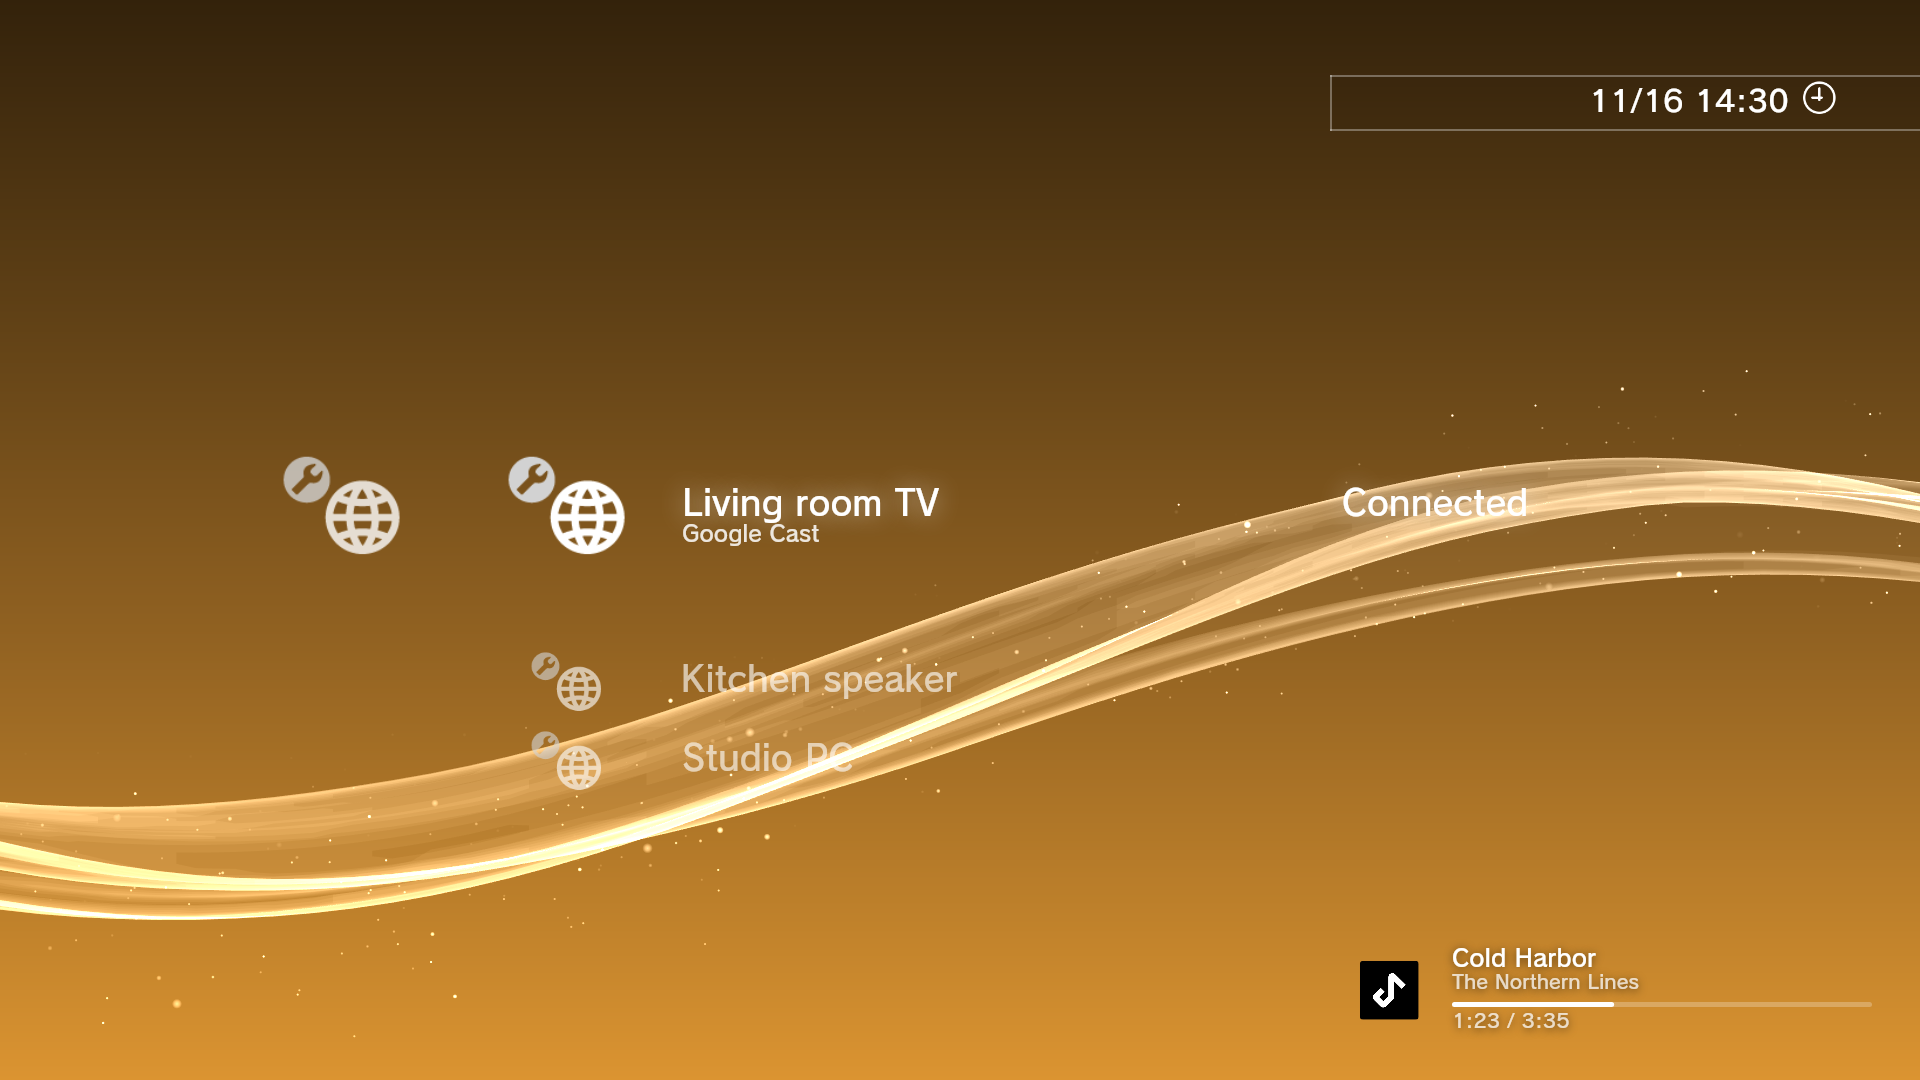 11/16 14:30
Living room TV
Connected
Google Cast
Kitchen speaker
Studio PC
Cold Harbor
The Northern Lines
1:23 / 3:35